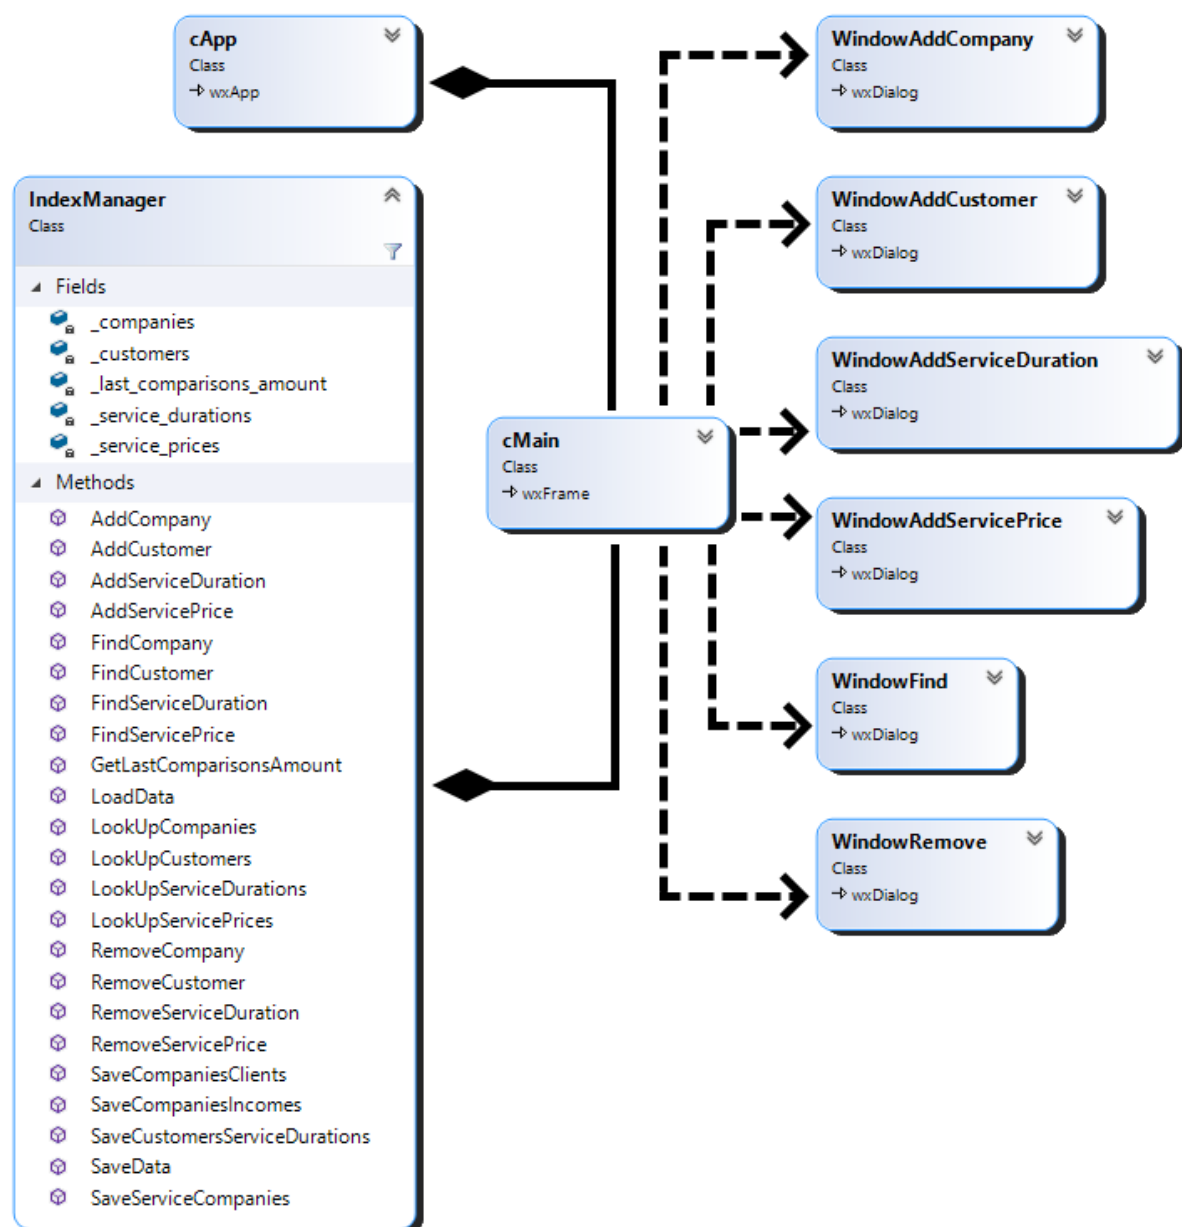 cApp
Class
wxApp
IndexManager
Class
Fields
_companies
_customers
_last_comparisons_amount
_service_durations
_service_prices
Methods
AddCompany
AddCustomer
AddServiceDuration
AddServicePrice
FindCompany
FindCustomer
FindServiceDuration
FindServicePrice
GetLastComparisonsAmount
LoadData
LookUpCompanies
LookUpCustomers
LookUpServiceDurations
LookUpServicePrices
RemoveCompany
RemoveCustomer
RemoveServiceDuration
RemoveServicePrice
SaveCompaniesClients
SaveCompaniesIncomes
SaveCustomersServiceDurations
SaveData
SaveServiceCompanies
cMain
Class
wxFrame
WindowAddCompany
Class
wxDialog
WindowAddCustomer
Class
wxDialog
WindowAddServiceDuration
Class
wxDialog
WindowAddServicePrice
Class
wxDialog
WindowFind
Class
wxDialog
WindowRemove
Class
wxDialog